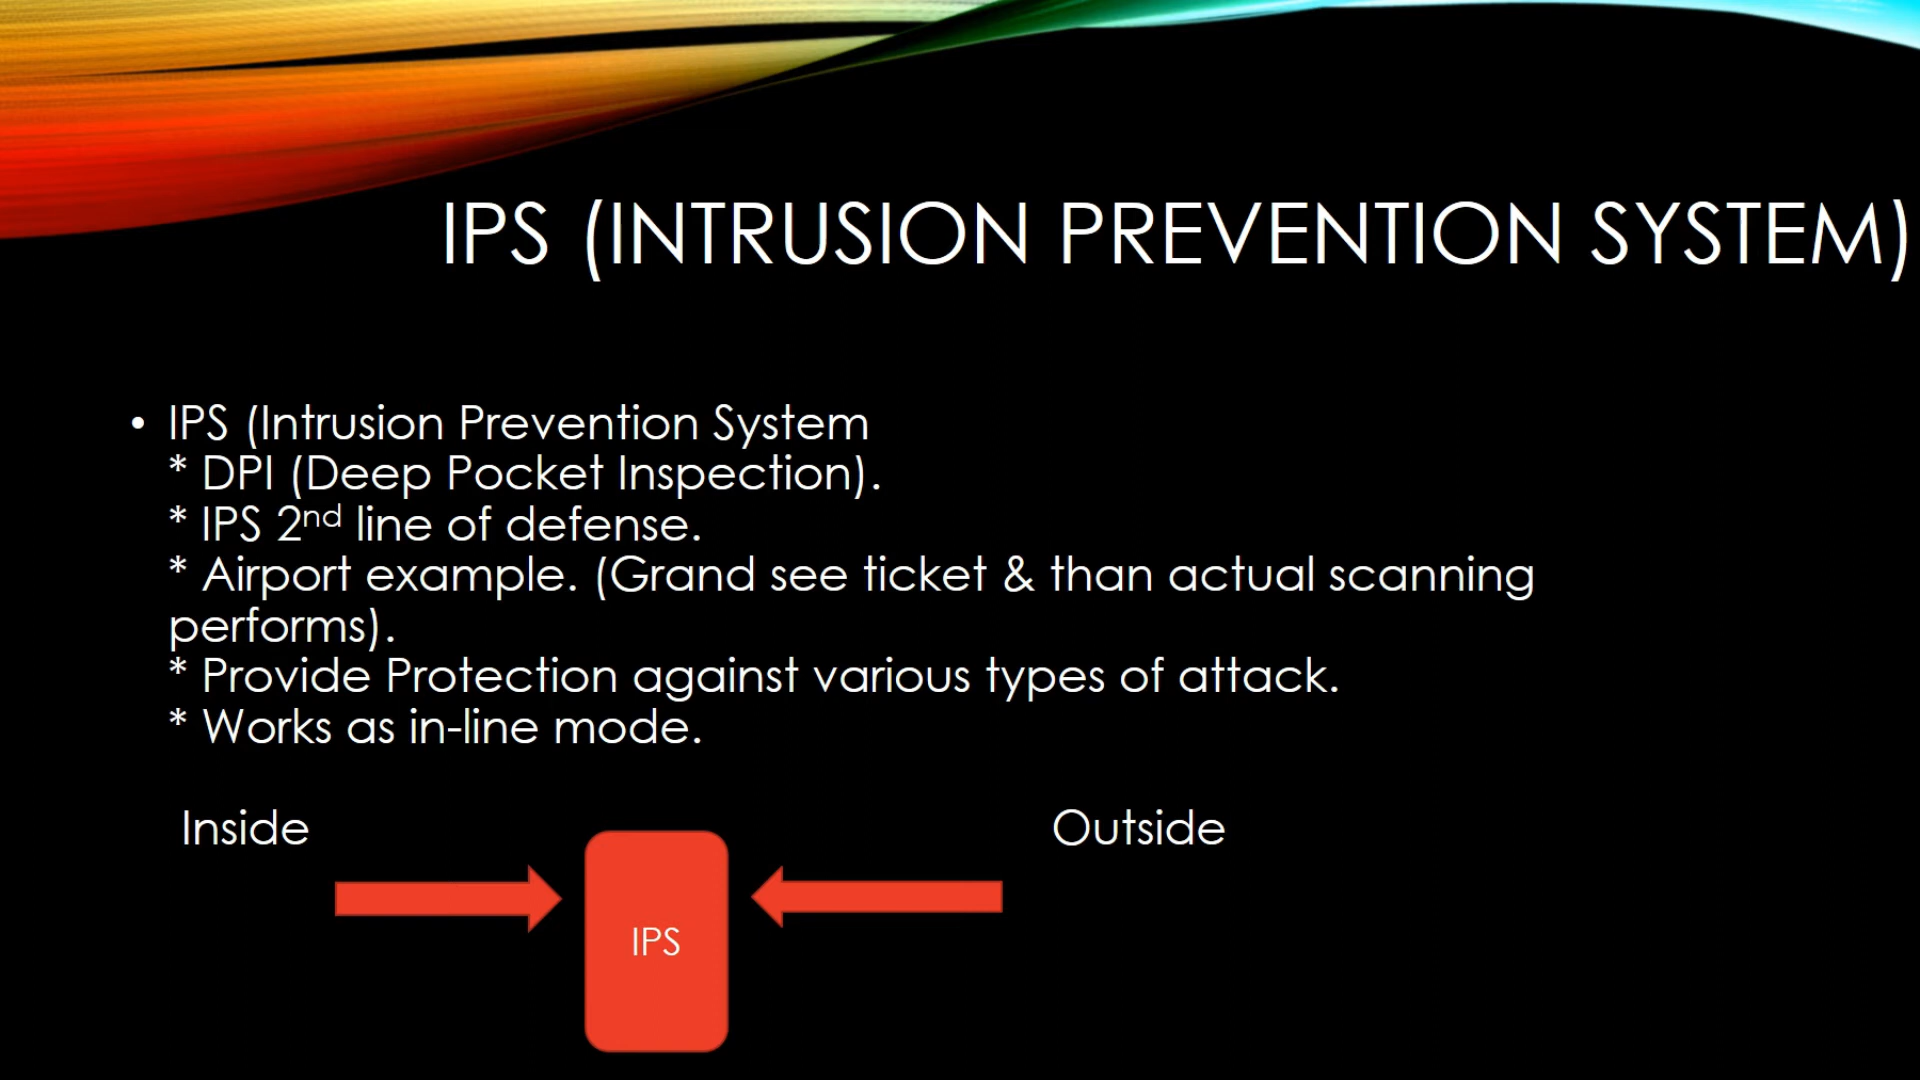 IPS (INTRUSION PREVENTION SYSTEM)
• IPS (Intrusion Prevention System
* DPI (Deep Pocket Inspection).
* IPS 2nd line of defense.
* Airport example. (Grand see ticket & than actual scanning
performs).
* Provide Protection against various types of attack.
* Works as in-line mode.
Inside Outside
IPS